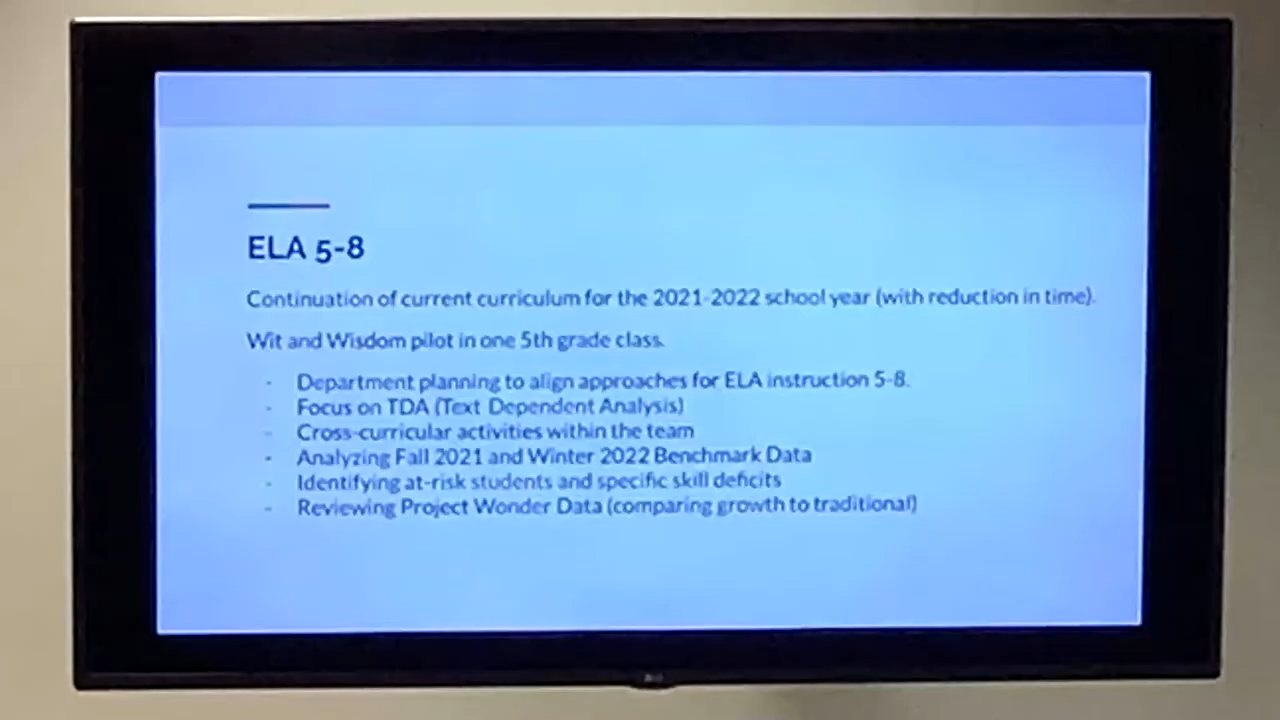 ELA 5-8
Continuation of current curriculum for the 2021-2022 school year (with reduction in time).
Wit and Wisdom pilot in one 5th grade class.
- Department planning to align approaches for ELA instruction 5-8.
- Focus on TDA (Text Dependent Analysis)
- Cross-curricular activities within the team
- Analyzing Fall 2021 and Winter 2022 Benchmark Data
- Identifying at-risk students and specific skill deficits
- Reviewing Project Wonder Data (comparing growth to traditional)